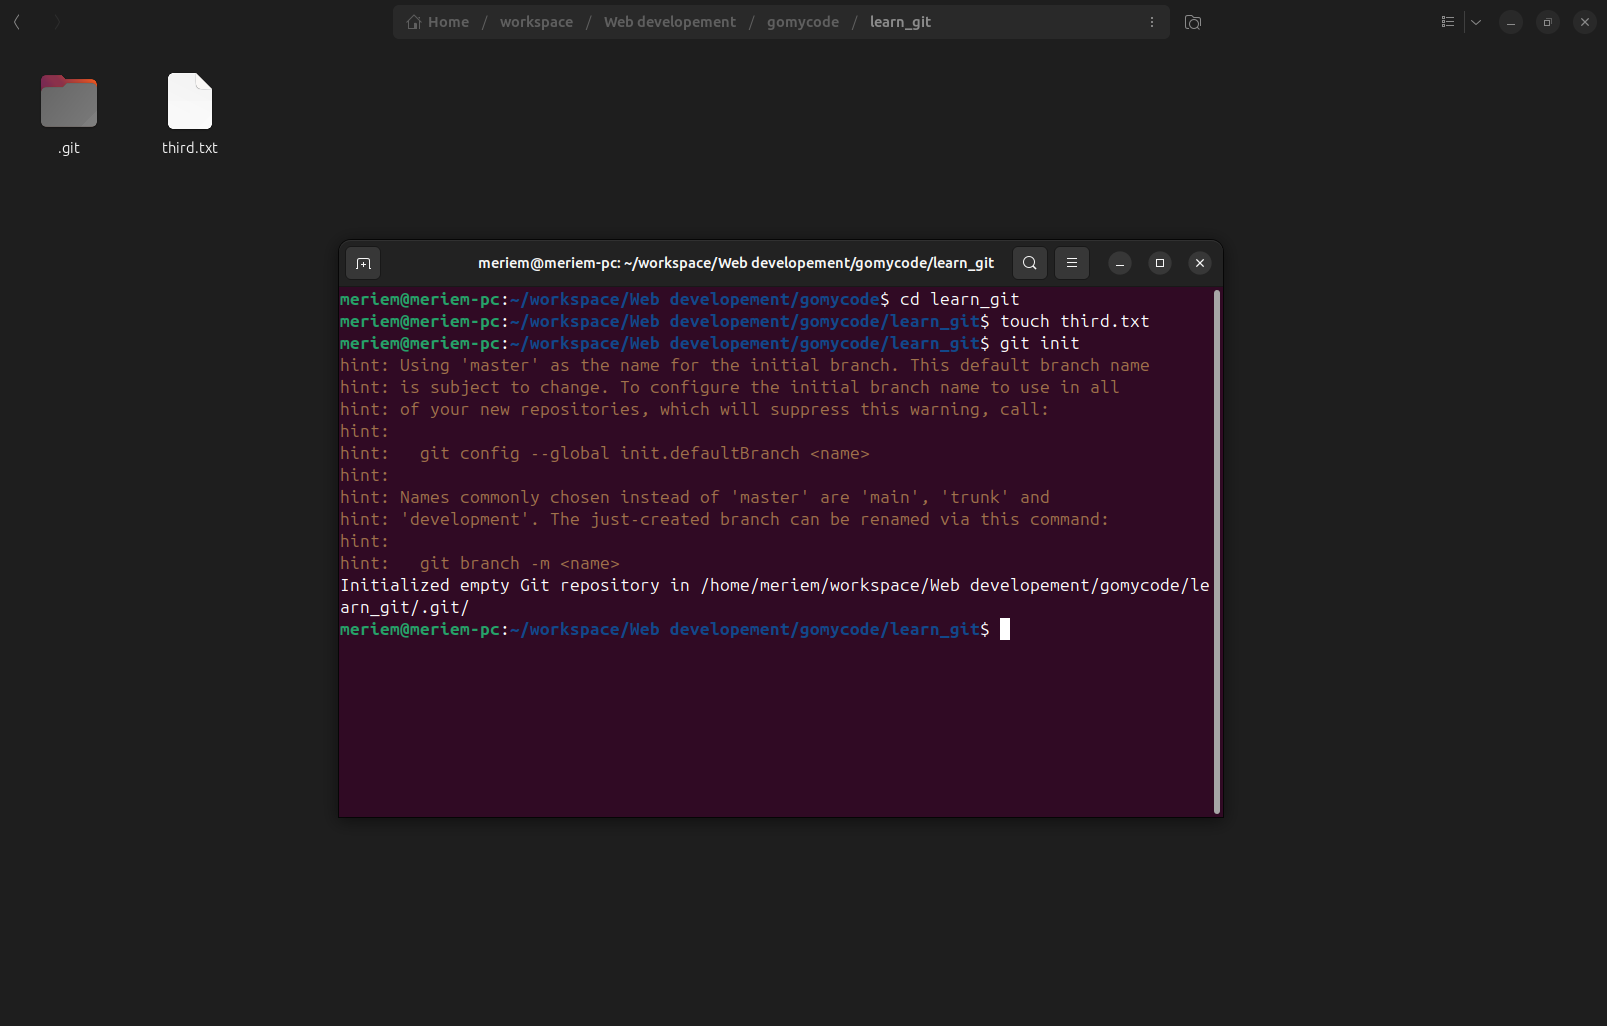 Home / workspace / Web developement / gomycode / learn_git
.git
third.txt
meriem@meriem-pc: ~/workspace/Web developement/gomycode/learn_git
meriem@meriem-pc:~/workspace/Web developement/gomycode$ cd learn_git
meriem@meriem-pc:~/workspace/Web developement/gomycode/learn_git$ touch third.txt
meriem@meriem-pc:~/workspace/Web developement/gomycode/learn_git$ git init
hint: Using 'master' as the name for the initial branch. This default branch name
hint: is subject to change. To configure the initial branch name to use in all
hint: of your new repositories, which will suppress this warning, call:
hint:
hint:   git config --global init.defaultBranch <name>
hint:
hint: Names commonly chosen instead of 'master' are 'main', 'trunk' and
hint: 'development'. The just-created branch can be renamed via this command:
hint:
hint:   git branch -m <name>
Initialized empty Git repository in /home/meriem/workspace/Web developement/gomycode/le
arn_git/.git/
meriem@meriem-pc:~/workspace/Web developement/gomycode/learn_git$